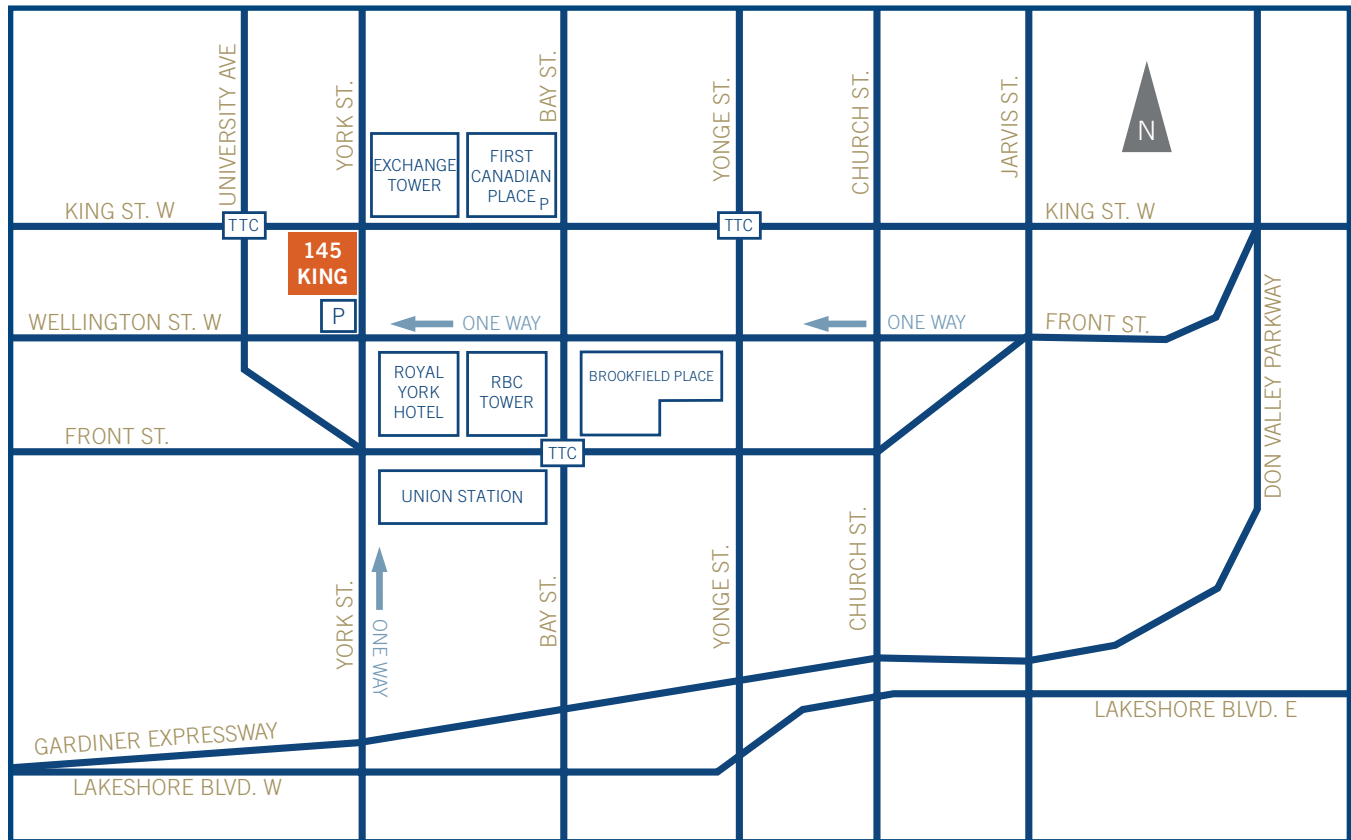 UNIVERSITY AVE
YORK ST.
BAY ST.
YONGE ST.
CHURCH ST.
JARVIS ST.
N
EXCHANGE
TOWER
FIRST
CANADIAN
PLACE
P
KING ST. W
TTC
TTC
KING ST. W
145
KING
P
WELLINGTON ST. W
ONE WAY
ONE WAY
FRONT ST.
DON VALLEY PARKWAY
ROYAL
YORK
HOTEL
RBC
TOWER
BROOKFIELD PLACE
FRONT ST.
TTC
UNION STATION
YORK ST.
ONE WAY
BAY ST.
YONGE ST.
CHURCH ST.
GARDINER EXPRESSWAY
LAKESHORE BLVD. E
LAKESHORE BLVD. W